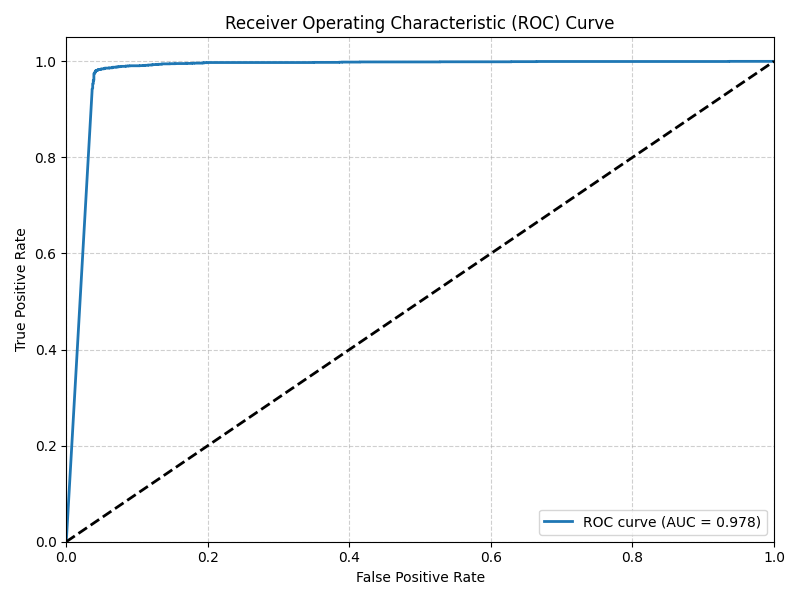 Receiver Operating Characteristic (ROC) Curve
True Positive Rate
1.0
0.8
0.6
0.4
0.2
0.0
ROC curve (AUC = 0.978)
0.0 0.2 0.4 0.6 0.8 1.0
False Positive Rate